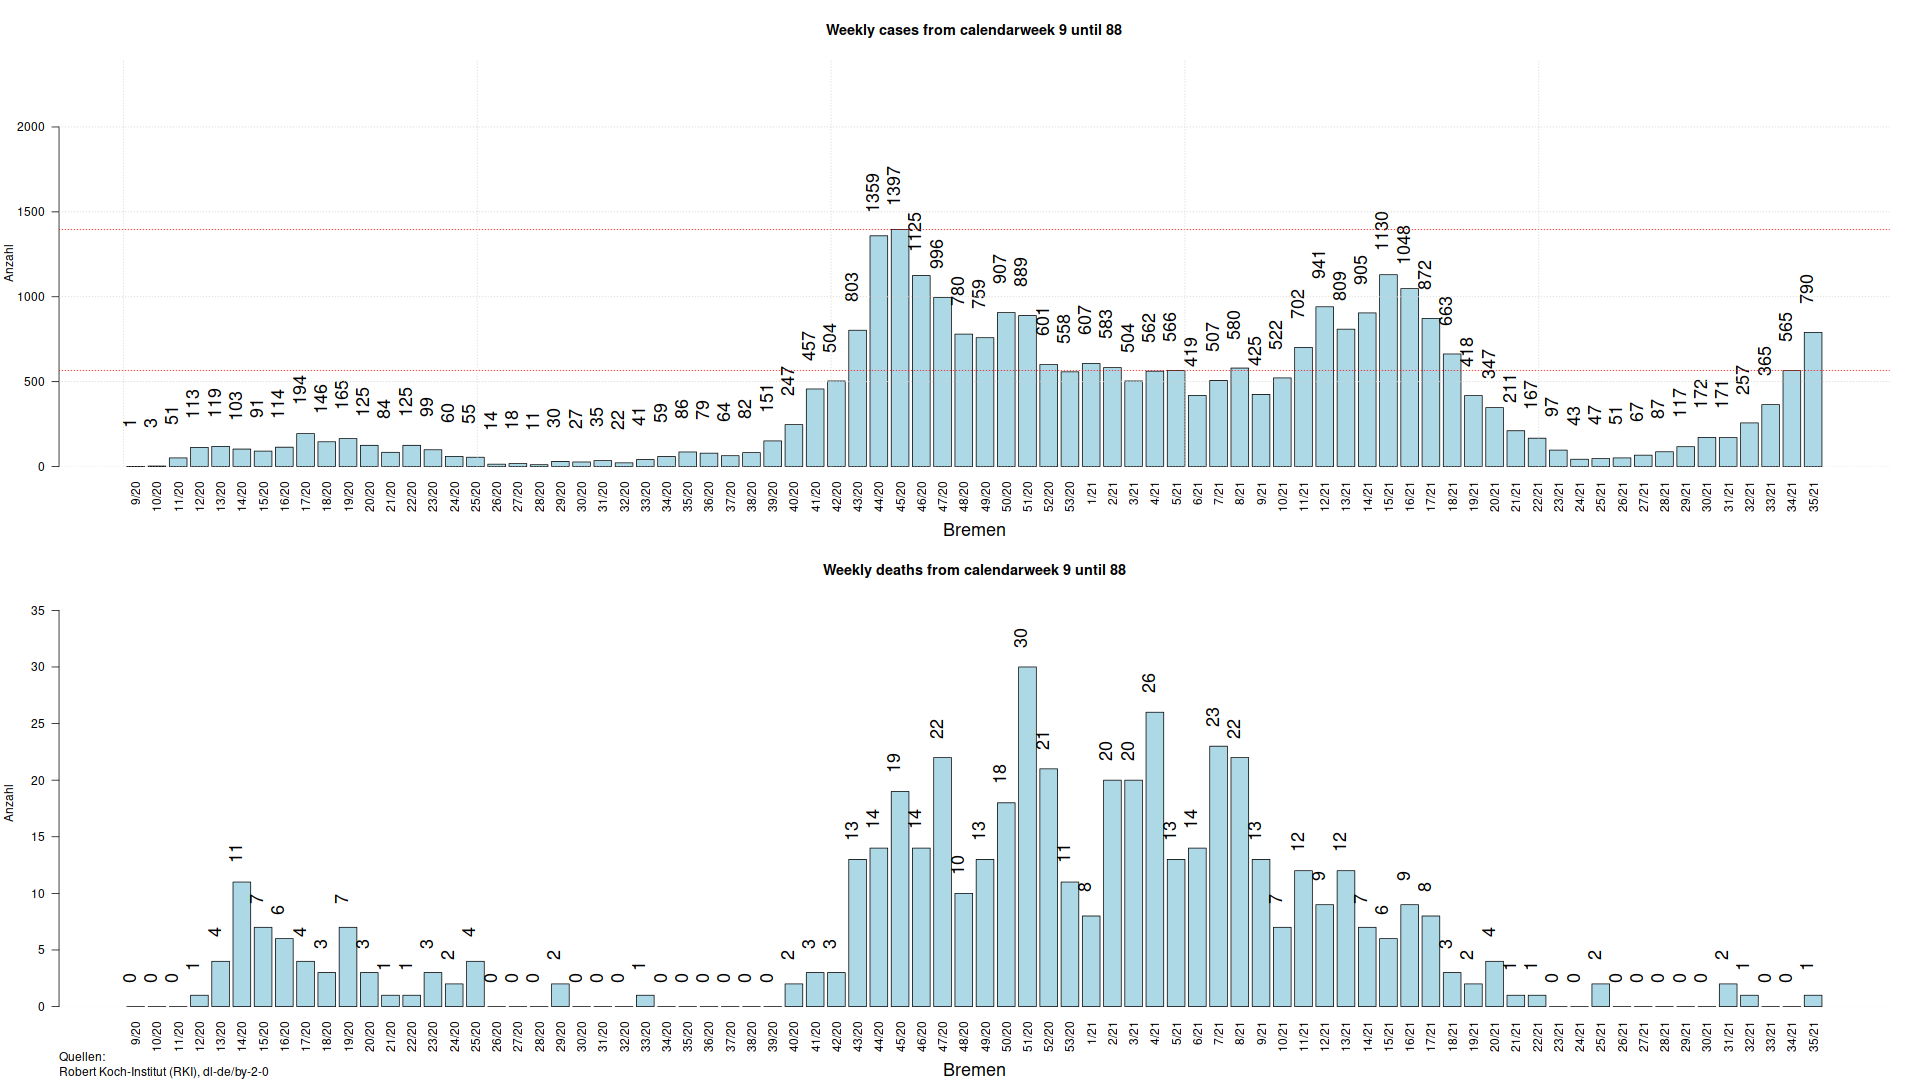 Weekly cases from calendarweek 9 until 88
Anzahl
2000
1500
1000
500
0
1 3 51 113 119 103 91 114 194 146 165 125 84 125 99 60 55 14 18 11 30 27 35 22 41 59 86 79 64 82 151 247 457 504 803 1359 1397 1125 996 780 759 907 889 601 558 607 583 504 562 566 419 507 580 425 522 702 941 809 905 1130 1048 872 663 418 347 211 167 97 43 47 51 67 87 117 172 171 257 365 565 790
9/20 10/20 11/20 12/20 13/20 14/20 15/20 16/20 17/20 18/20 19/20 20/20 21/20 22/20 23/20 24/20 25/20 26/20 27/20 28/20 29/20 30/20 31/20 32/20 33/20 34/20 35/20 36/20 37/20 38/20 39/20 40/20 41/20 42/20 43/20 44/20 45/20 46/20 47/20 48/20 49/20 50/20 51/20 52/20 53/20 1/21 2/21 3/21 4/21 5/21 6/21 7/21 8/21 9/21 10/21 11/21 12/21 13/21 14/21 15/21 16/21 17/21 18/21 19/21 20/21 21/21 22/21 23/21 24/21 25/21 26/21 27/21 28/21 29/21 30/21 31/21 32/21 33/21 34/21 35/21
Bremen
Weekly deaths from calendarweek 9 until 88
Anzahl
35
30
25
20
15
10
5
0
0 0 0 1 4 11 7 6 4 3 7 3 1 1 3 2 4 0 0 0 2 0 0 0 1 0 0 0 0 0 0 2 3 3 13 14 19 14 22 10 13 18 30 21 11 8 20 20 26 13 14 23 22 13 7 12 9 12 7 6 9 8 3 2 4 1 1 0 0 2 0 0 0 0 0 2 1 0 0 1
9/20 10/20 11/20 12/20 13/20 14/20 15/20 16/20 17/20 18/20 19/20 20/20 21/20 22/20 23/20 24/20 25/20 26/20 27/20 28/20 29/20 30/20 31/20 32/20 33/20 34/20 35/20 36/20 37/20 38/20 39/20 40/20 41/20 42/20 43/20 44/20 45/20 46/20 47/20 48/20 49/20 50/20 51/20 52/20 53/20 1/21 2/21 3/21 4/21 5/21 6/21 7/21 8/21 9/21 10/21 11/21 12/21 13/21 14/21 15/21 16/21 17/21 18/21 19/21 20/21 21/21 22/21 23/21 24/21 25/21 26/21 27/21 28/21 29/21 30/21 31/21 32/21 33/21 34/21 35/21
Bremen
Quellen:
Robert Koch-Institut (RKI), dl-de/by-2-0